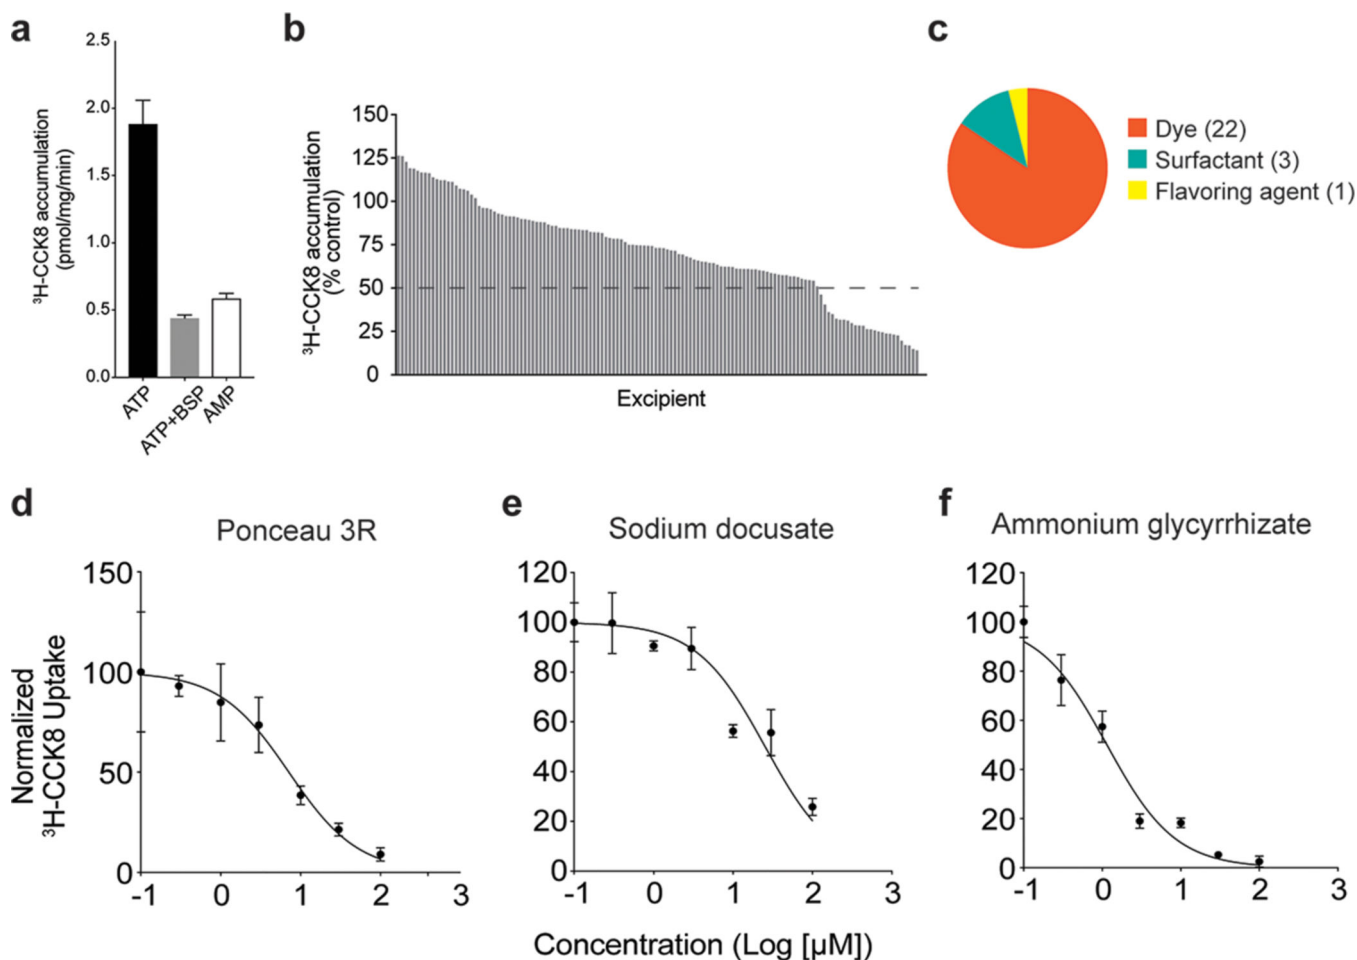 a
³H-CCK8 accumulation
(pmol/mg/min)
2.5
2.0
1.5
1.0
0.5
0.0
ATP
ATP+BSP
AMP
b
³H-CCK8 accumulation
(% control)
150
125
100
75
50
25
0
Excipient
c
Dye (22)
Surfactant (3)
Flavoring agent (1)
d
Ponceau 3R
Normalized
³H-CCK8 Uptake
150
100
50
0
-1 0 1 2 3
e
Sodium docusate
120
100
80
60
40
20
0
-1 0 1 2 3
f
Ammonium glycyrrhizate
120
100
80
60
40
20
0
-1 0 1 2 3
Concentration (Log [µM])